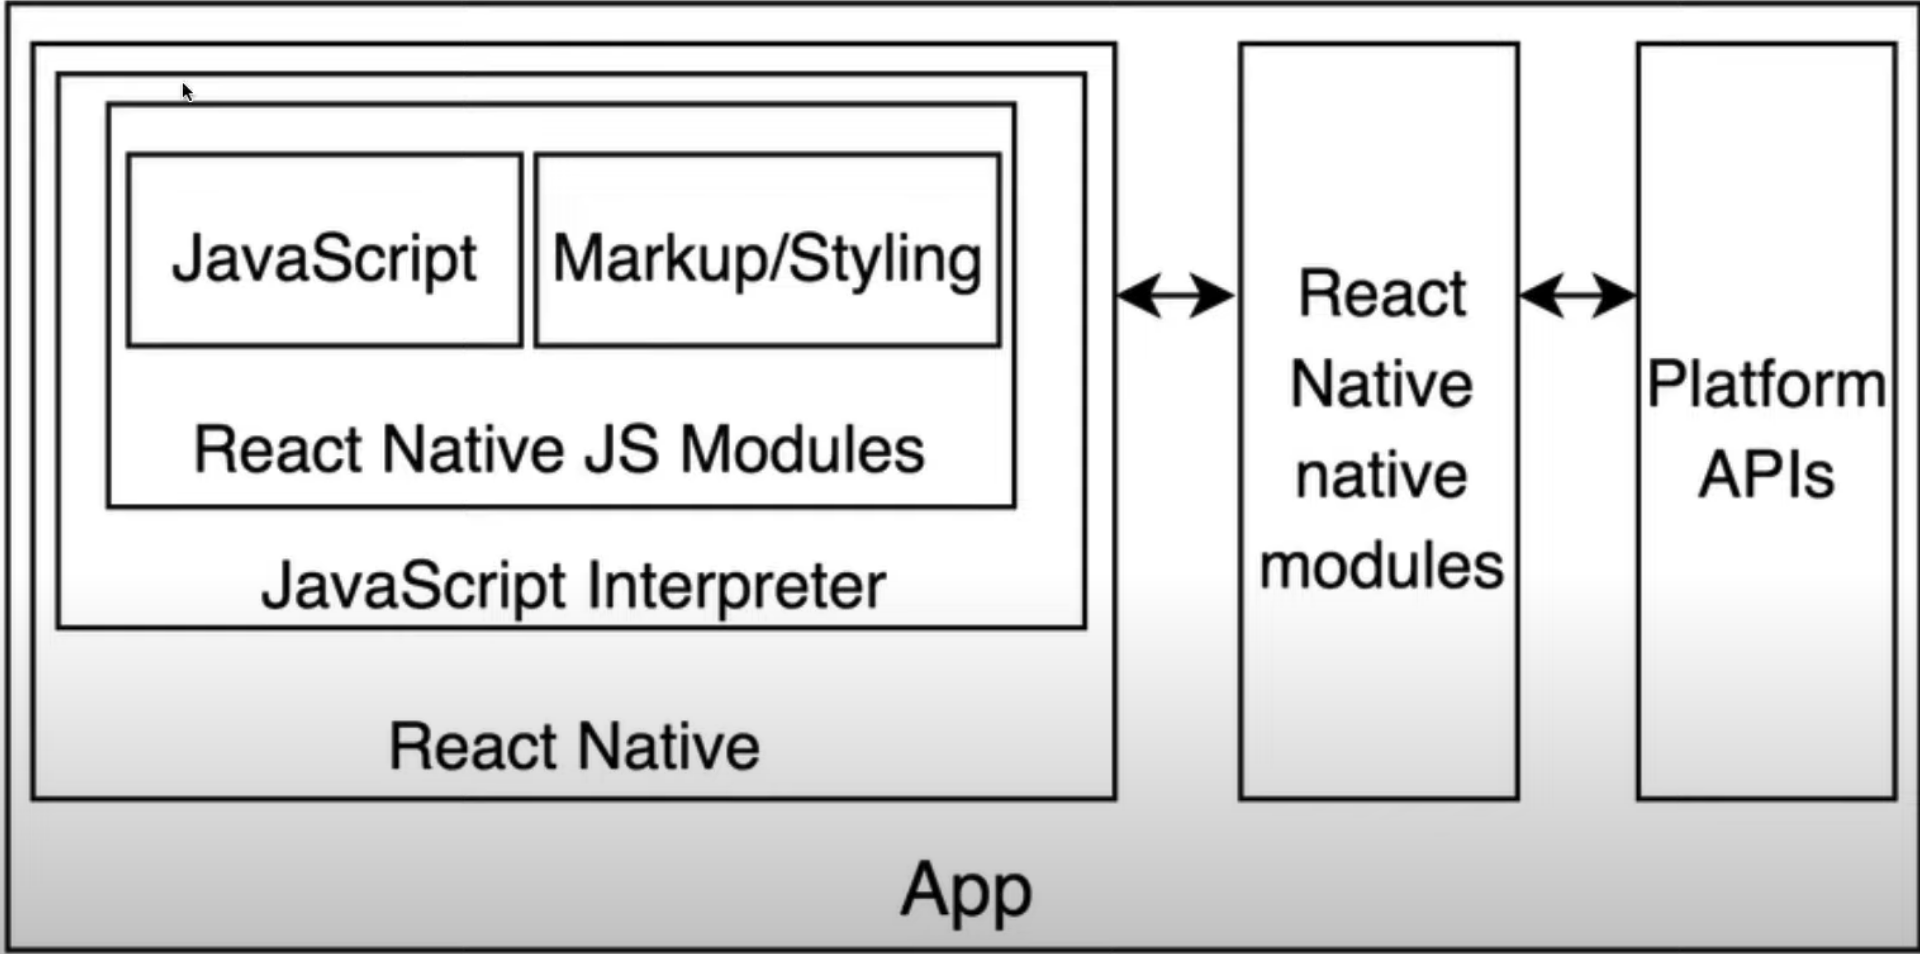 JavaScript
Markup/Styling
React Native JS Modules
JavaScript Interpreter
React Native
React
Native
native
modules
Platform
APIs
App